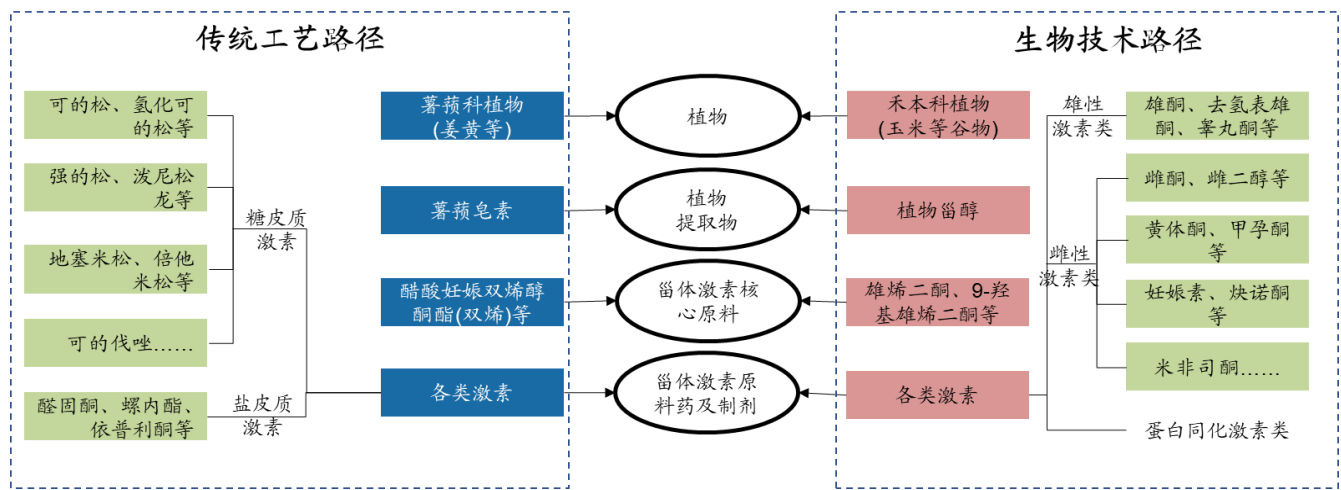 传统工艺路径
可的松、氢化可
的松等
强的松、泼尼松
龙等
地塞米松、倍他
米松等
可的伐唑……
醛固酮、螺内酯、
依普利酮等
糖皮质
激素
盐皮质
激素
薯蓣科植物
(姜黄等)
薯蓣皂素
醋酸妊娠双烯醇
酮酯(双烯)等
各类激素
植物
植物
提取物
甾体激素核
心原料
甾体激素原
料药及制剂
生物技术路径
禾本科植物
(玉米等谷物)
植物甾醇
雄烯二酮、9-羟
基雄烯二酮等
各类激素
雄性
激素类
雌性
激素类
雄酮、去氢表雄
酮、睾丸酮等
雌酮、雌二醇等
黄体酮、甲孕酮
等
妊娠素、炔诺酮
等
米非司酮……
蛋白同化激素类